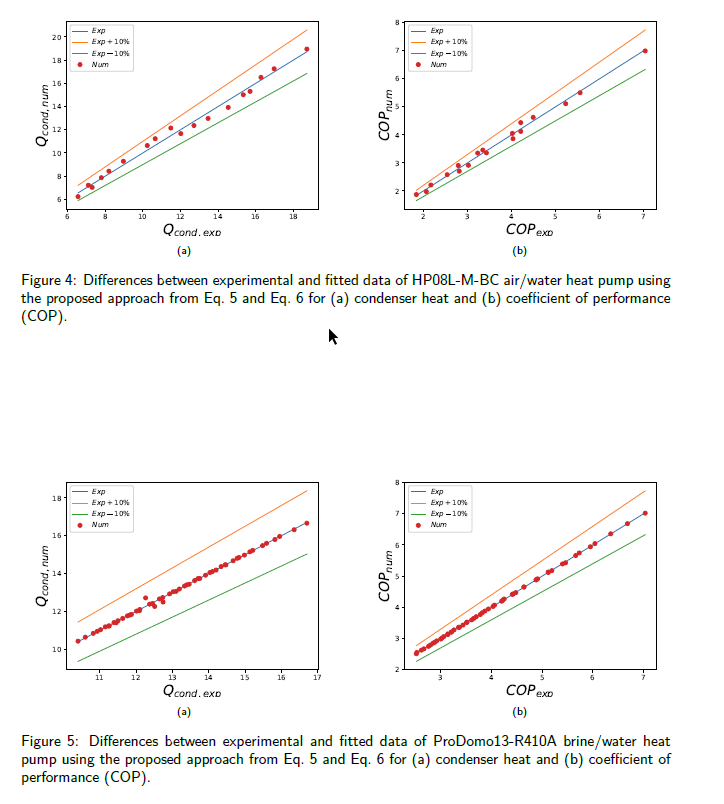 Exp
Exp+10%
Exp−10%
Num
20
18
16
14
12
10
8
6
6 8 10 12 14 16 18
Q_cond,num
Q_cond,exp
(a)
Exp
Exp+10%
Exp−10%
Num
8
7
6
5
4
3
2
2 3 4 5 6 7
COP_num
COP_exp
(b)
Figure 4: Differences between experimental and fitted data of HP08L-M-BC air/water heat pump using
the proposed approach from Eq. 5 and Eq. 6 for (a) condenser heat and (b) coefficient of performance
(COP).
Exp
Exp+10%
Exp−10%
Num
18
16
14
12
10
11 12 13 14 15 16 17
Q_cond,num
Q_cond,exp
(a)
Exp
Exp+10%
Exp−10%
Num
8
7
6
5
4
3
2
3 4 5 6 7
COP_num
COP_exp
(b)
Figure 5: Differences between experimental and fitted data of ProDomo13-R410A brine/water heat
pump using the proposed approach from Eq. 5 and Eq. 6 for (a) condenser heat and (b) coefficient of
performance (COP).